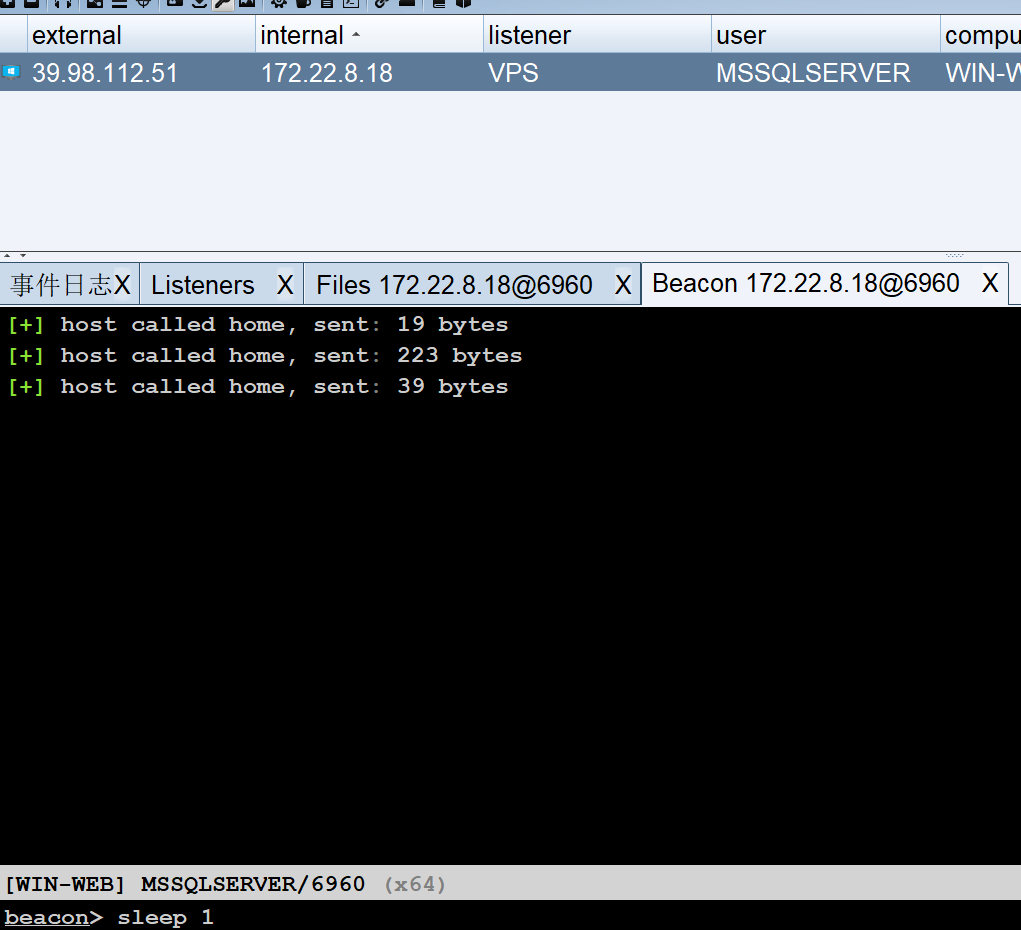 external internal listener user compu
39.98.112.51 172.22.8.18 VPS MSSQLSERVER WIN-W
事件日志X Listeners X Files 172.22.8.18@6960 X Beacon 172.22.8.18@6960 X
[+] host called home, sent: 19 bytes
[+] host called home, sent: 223 bytes
[+] host called home, sent: 39 bytes
[WIN-WEB] MSSQLSERVER/6960 (x64)
beacon> sleep 1